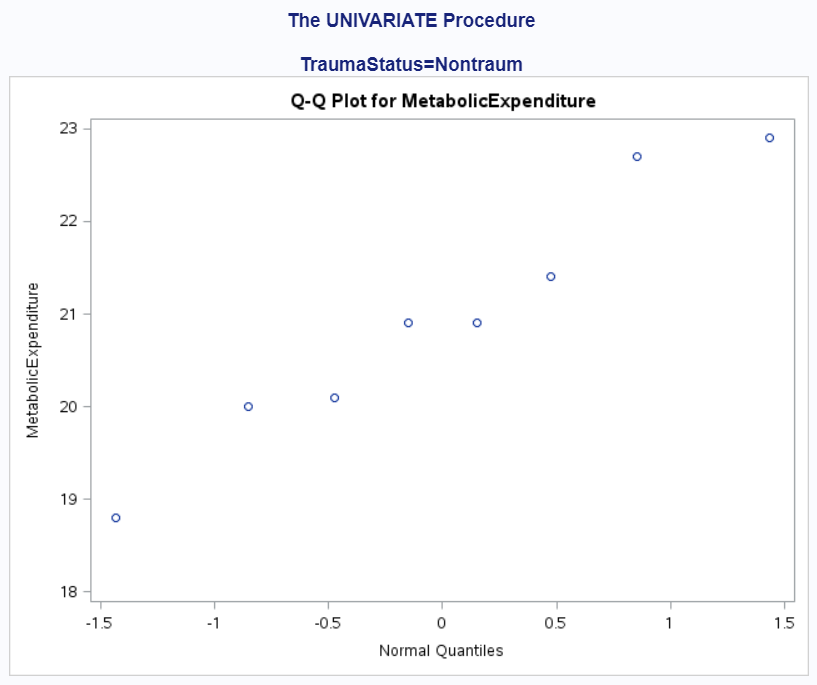 The UNIVARIATE Procedure
TraumaStatus=Nontraum
Q-Q Plot for MetabolicExpenditure
23
22
21
20
19
18
MetabolicExpenditure
-1.5 -1 -0.5 0 0.5 1 1.5
Normal Quantiles